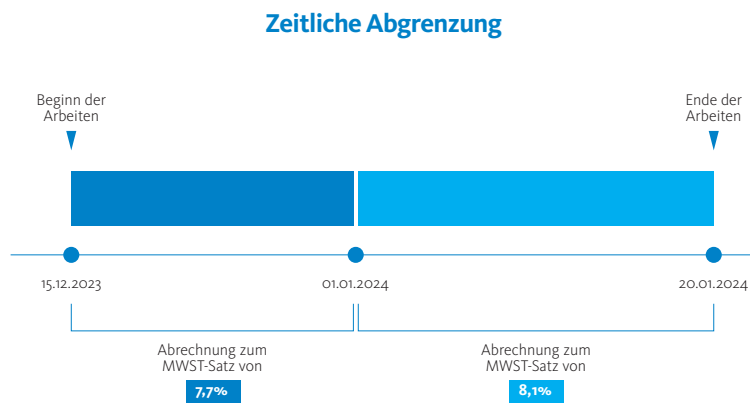 Zeitliche Abgrenzung
Beginn der
Arbeiten
Ende der
Arbeiten
15.12.2023
01.01.2024
20.01.2024
Abrechnung zum
MWST-Satz von
7,7%
Abrechnung zum
MWST-Satz von
8,1%